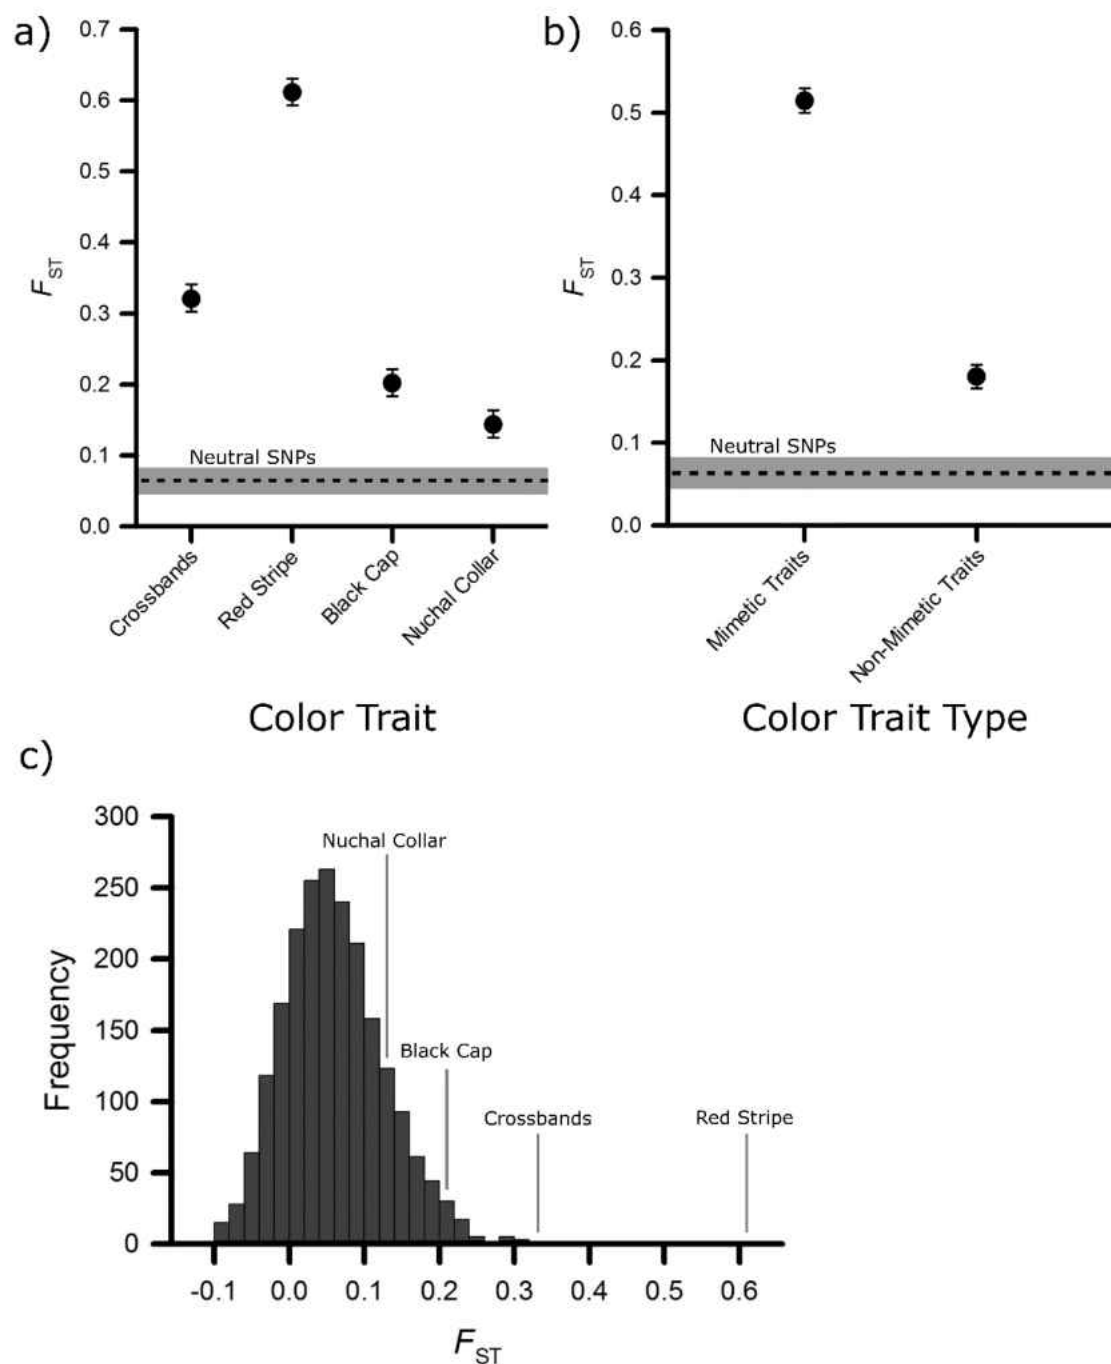 a)
0.7
0.6
0.5
0.4
0.3
0.2
0.1
0.0
FST
Neutral SNPs
Crossbands
Red Stripe
Black Cap
Nuchal Collar
Color Trait
b)
0.6
0.5
0.4
0.3
0.2
0.1
0.0
FST
Neutral SNPs
Mimetic Traits
Non-Mimetic Traits
Color Trait Type
c)
300
250
200
150
100
50
0
Frequency
Nuchal Collar
Black Cap
Crossbands
Red Stripe
-0.1 0.0 0.1 0.2 0.3 0.4 0.5 0.6
FST